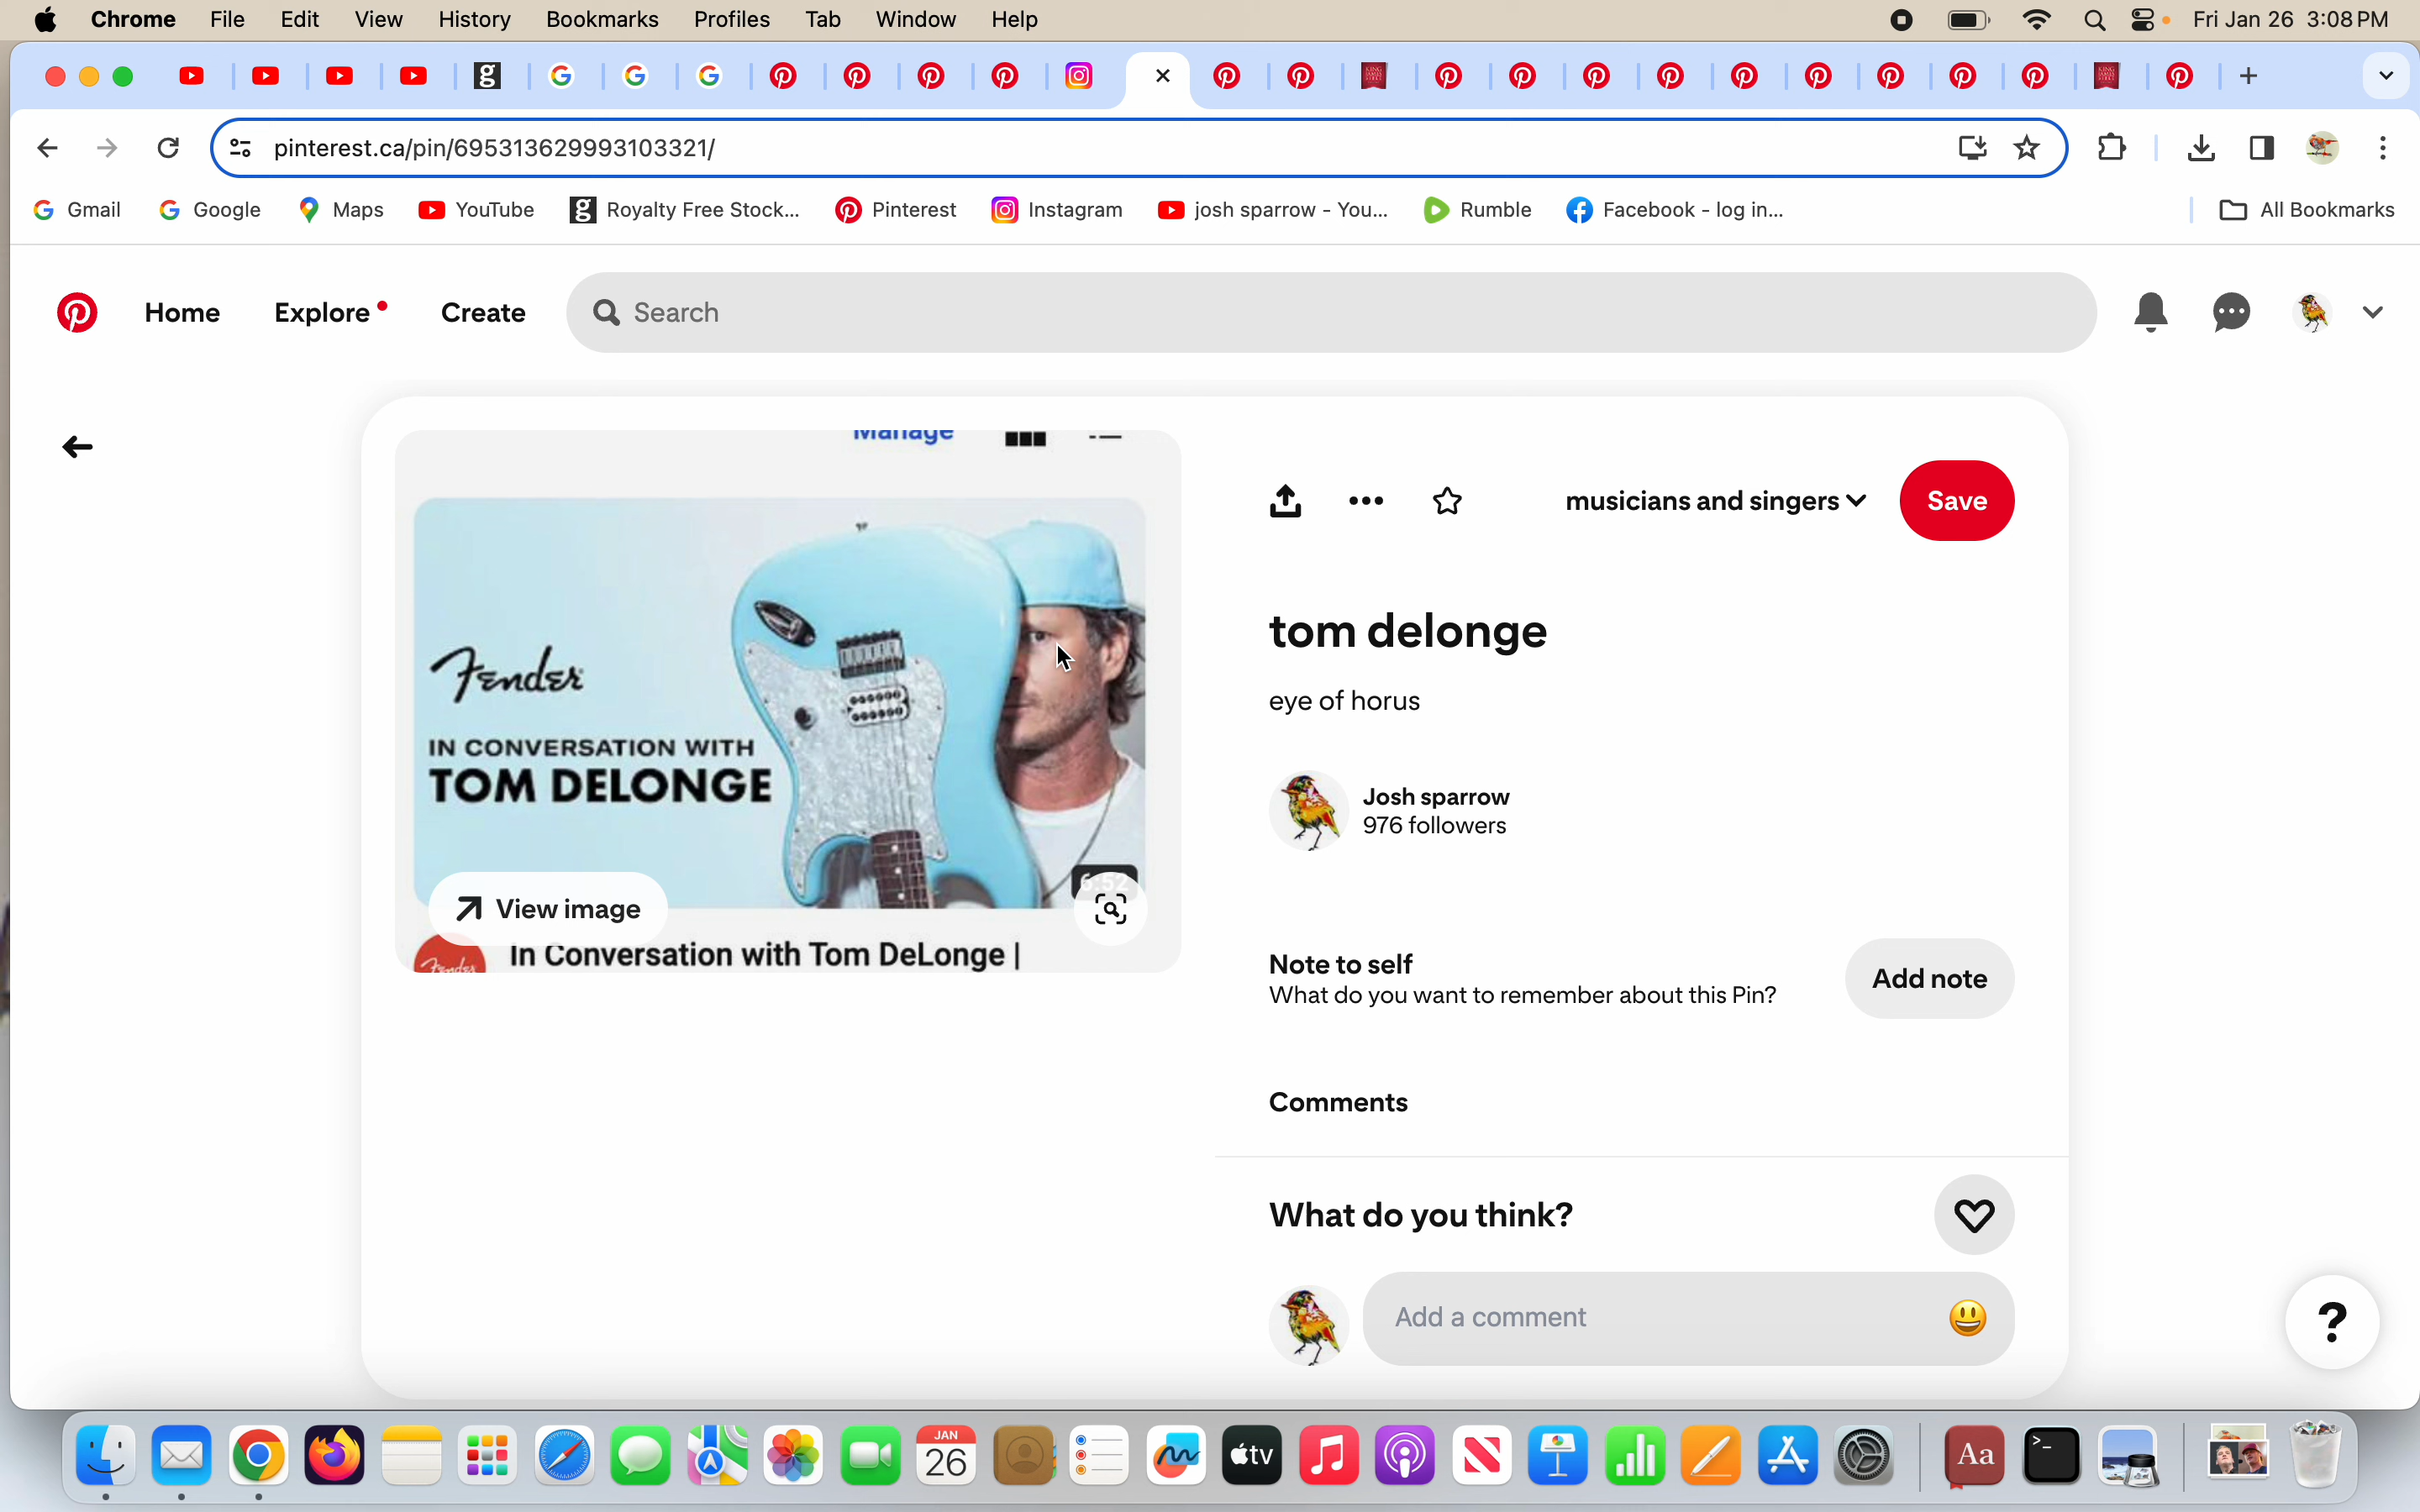 Chrome File Edit View History Bookmarks Profiles Tab Window Help Fri Jan 26 3:08 PM
pinterest.ca/pin/695313629993103321/
Gmail Google Maps YouTube Royalty Free Stock... Pinterest Instagram josh sparrow - You... Rumble Facebook - log in... All Bookmarks
Home Explore Create Search
Manage
musicians and singers Save
Fender
IN CONVERSATION WITH
TOM DELONGE
6:52
View image
In Conversation with Tom DeLonge |
Fender
tom delonge
eye of horus
Josh sparrow
976 followers
Note to self
What do you want to remember about this Pin?
Add note
Comments
What do you think?
Add a comment
?
JAN
26
tv
Aa